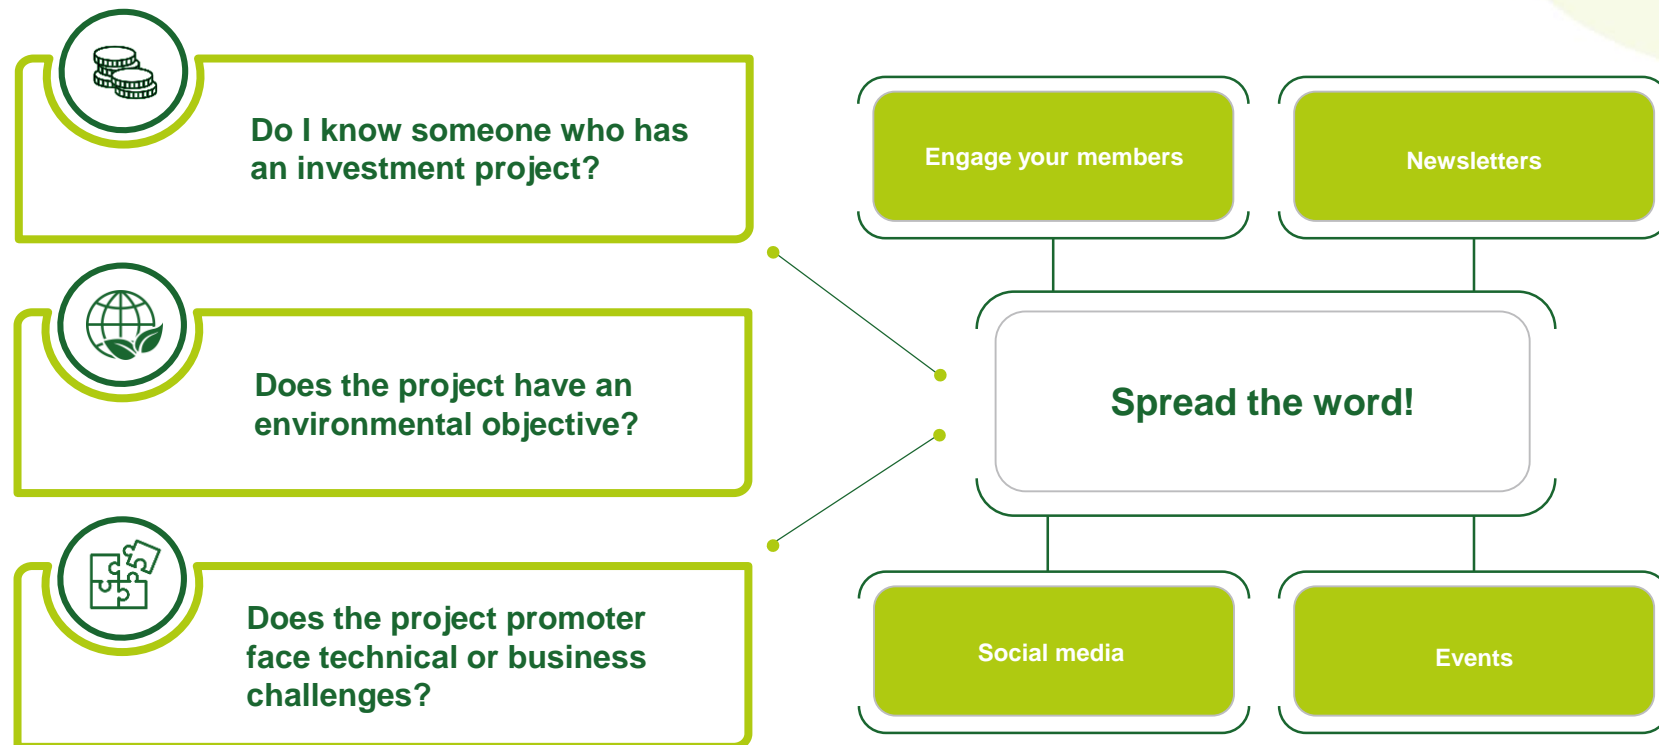 Do I know someone who has
an investment project?
Does the project have an
environmental objective?
Does the project promoter
face technical or business
challenges?
Engage your members
Newsletters
Spread the word!
Social media
Events